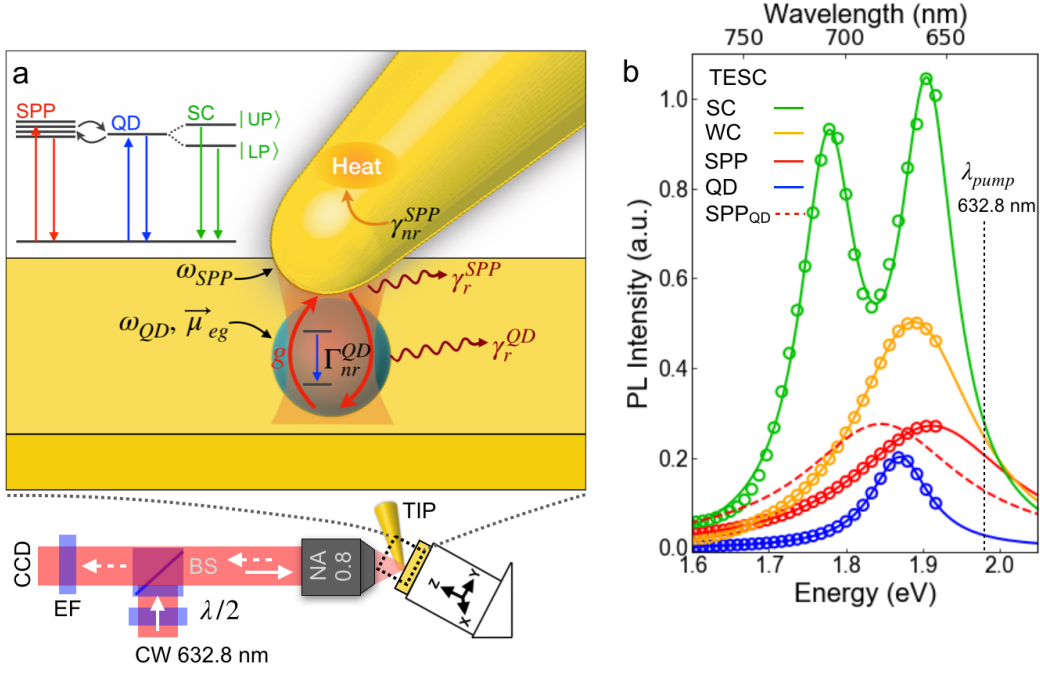 a
SPP
QD
SC
|UP⟩
|LP⟩
Heat
γ_nr^SPP
ω_SPP
γ_r^SPP
ω_QD, μ⃗_eg
g
Γ_nr^QD
γ_r^QD
TIP
CCD
BS
NA
0.8
EF
λ/2
CW 632.8 nm
Z
Y
X
b
Wavelength (nm)
750 700 650
TESC
SC
WC
SPP
QD
SPP_QD
λ_pump
632.8 nm
PL Intensity (a.u.)
1.0
0.8
0.6
0.4
0.2
0.0
1.6 1.7 1.8 1.9 2.0
Energy (eV)